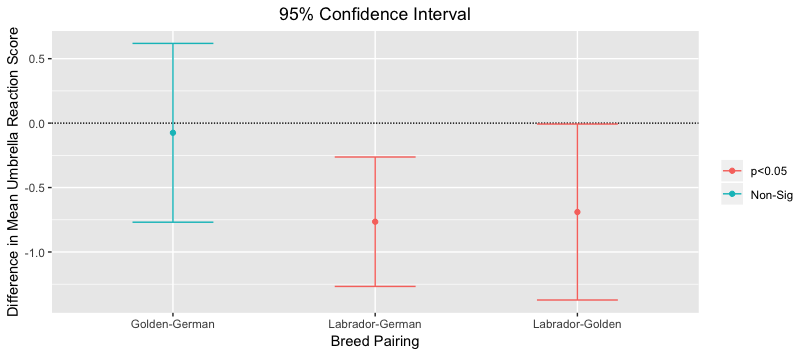 95% Confidence Interval
Difference in Mean Umbrella Reaction Score
0.5
0.0
-0.5
-1.0
Golden-German
Labrador-German
Labrador-Golden
Breed Pairing
p<0.05
Non-Sig